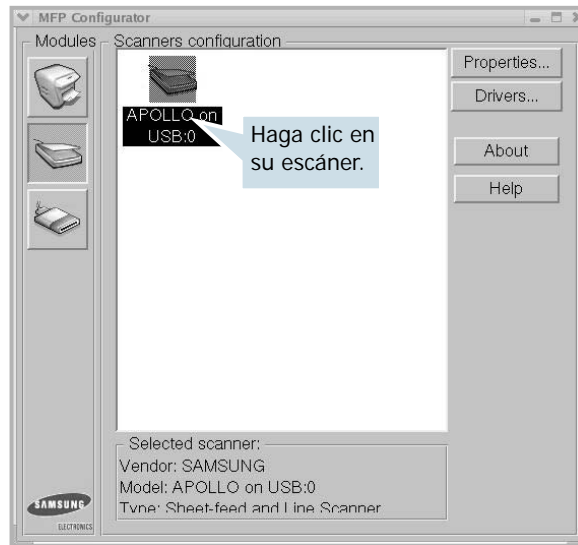 MFP Configurator
Modules
Scanners configuration
APOLLO on
USB:0
Haga clic en
su escáner.
Properties...
Drivers...
About
Help
Selected scanner:
Vendor: SAMSUNG
Model: APOLLO on USB:0
Type: Sheet-feed and Line Scanner
SAMSUNG
ELECTRONICS